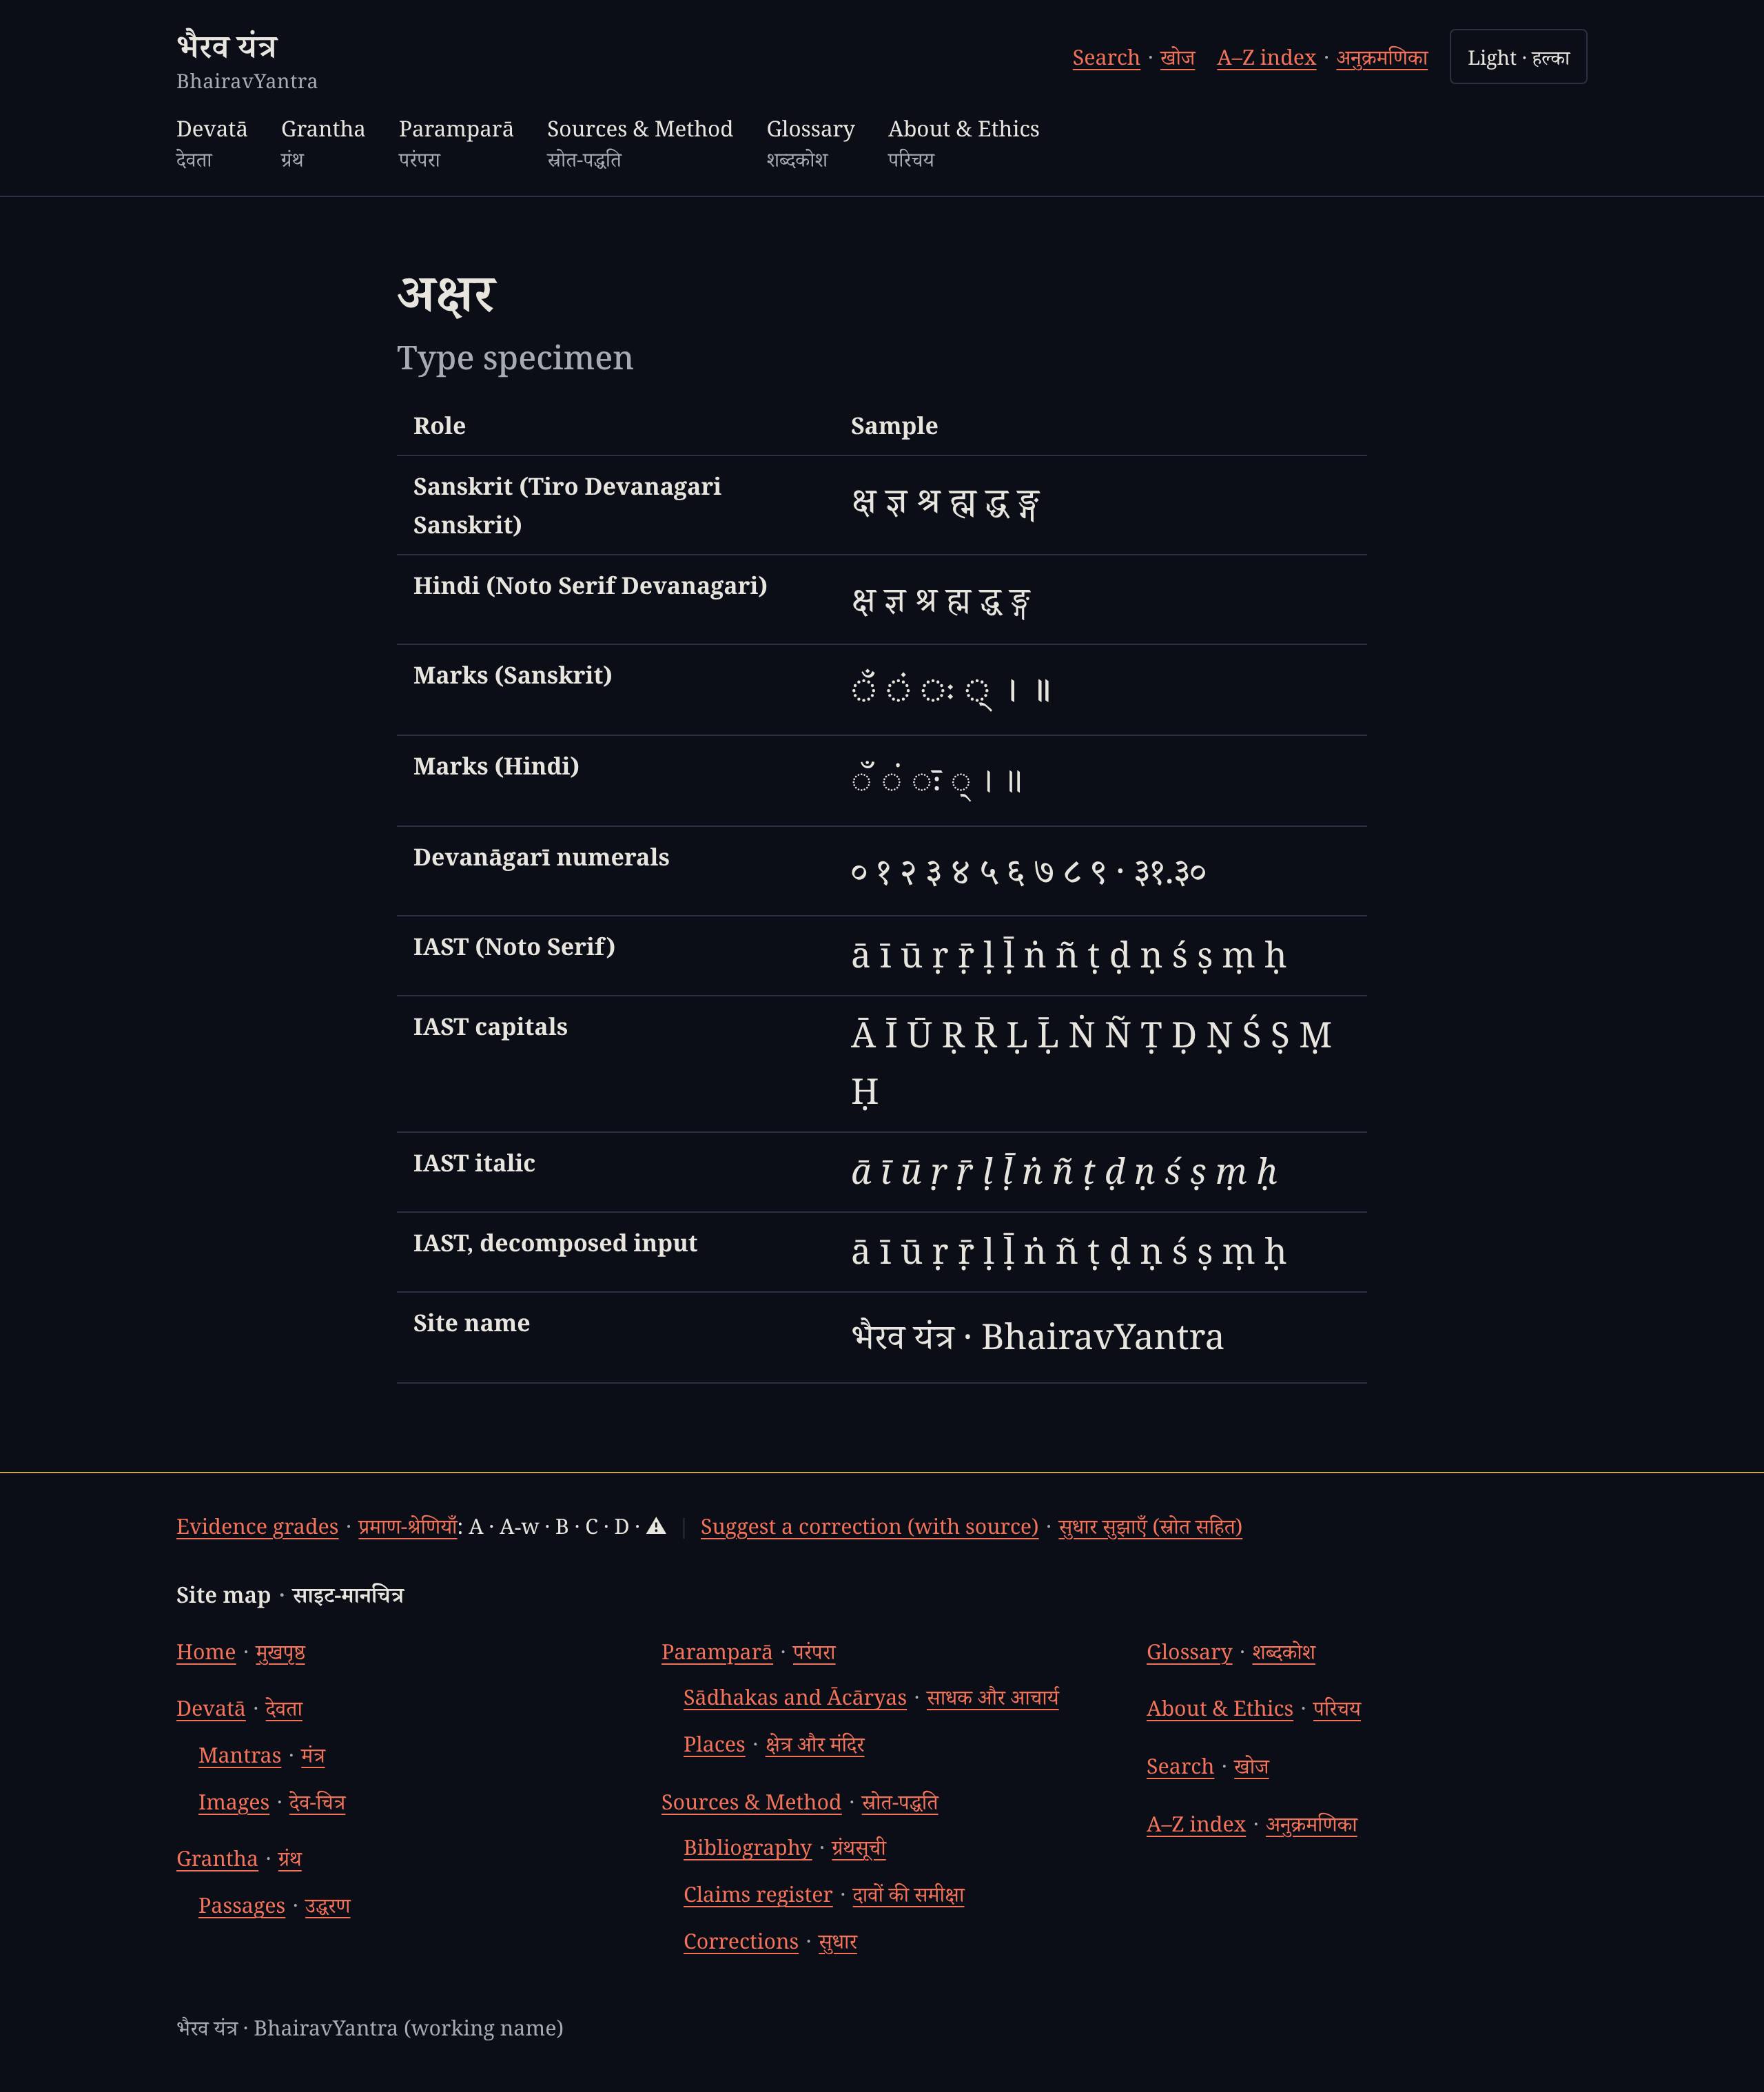 भैरव यंत्र
BhairavYantra
Search · खोज A–Z index · अनुक्रमणिका Light · हल्का
Devatā Grantha Paramparā Sources & Method Glossary About & Ethics
देवता ग्रंथ परंपरा स्रोत-पद्धति शब्दकोश परिचय
अक्षर
Type specimen
Role Sample
Sanskrit (Tiro Devanagari
Sanskrit) क्ष ज्ञ श्र ह्म द्ध ङ्ग
Hindi (Noto Serif Devanagari) क्ष ज्ञ श्र ह्म द्ध ङ्ग
Marks (Sanskrit) ◌ँ ◌ं ◌ः ◌् । ॥
Marks (Hindi) ◌ँ ◌ं ◌ः ◌् । ॥
Devanāgarī numerals ० १ २ ३ ४ ५ ६ ७ ८ ९ · ३१.३०
IAST (Noto Serif) ā ī ū ṛ ṝ ḷ ḹ ṅ ñ ṭ ḍ ṇ ś ṣ ṃ ḥ
IAST capitals Ā Ī Ū Ṛ Ṝ Ḷ Ḹ Ṅ Ñ Ṭ Ḍ Ṇ Ś Ṣ Ṃ
Ḥ
IAST italic ā ī ū ṛ ṝ ḷ ḹ ṅ ñ ṭ ḍ ṇ ś ṣ ṃ ḥ
IAST, decomposed input ā ī ū ṛ ṝ ḷ ḹ ṅ ñ ṭ ḍ ṇ ś ṣ ṃ ḥ
Site name भैरव यंत्र · BhairavYantra
Evidence grades · प्रमाण-श्रेणियाँ: A · A-w · B · C · D · ⚠ | Suggest a correction (with source) · सुधार सुझाएँ (स्रोत सहित)
Site map · साइट-मानचित्र
Home · मुखपृष्ठ
Devatā · देवता
Mantras · मंत्र
Images · देव-चित्र
Grantha · ग्रंथ
Passages · उद्धरण
Paramparā · परंपरा
Sādhakas and Ācāryas · साधक और आचार्य
Places · क्षेत्र और मंदिर
Sources & Method · स्रोत-पद्धति
Bibliography · ग्रंथसूची
Claims register · दावों की समीक्षा
Corrections · सुधार
Glossary · शब्दकोश
About & Ethics · परिचय
Search · खोज
A–Z index · अनुक्रमणिका
भैरव यंत्र · BhairavYantra (working name)